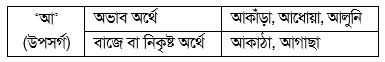 ‘আ’ অভাব অর্থে আকাঁড়া, আধোয়া, আলুনি
(উপসর্গ) বাজে বা নিকৃষ্ট অর্থে আকাঠা, আগাছা